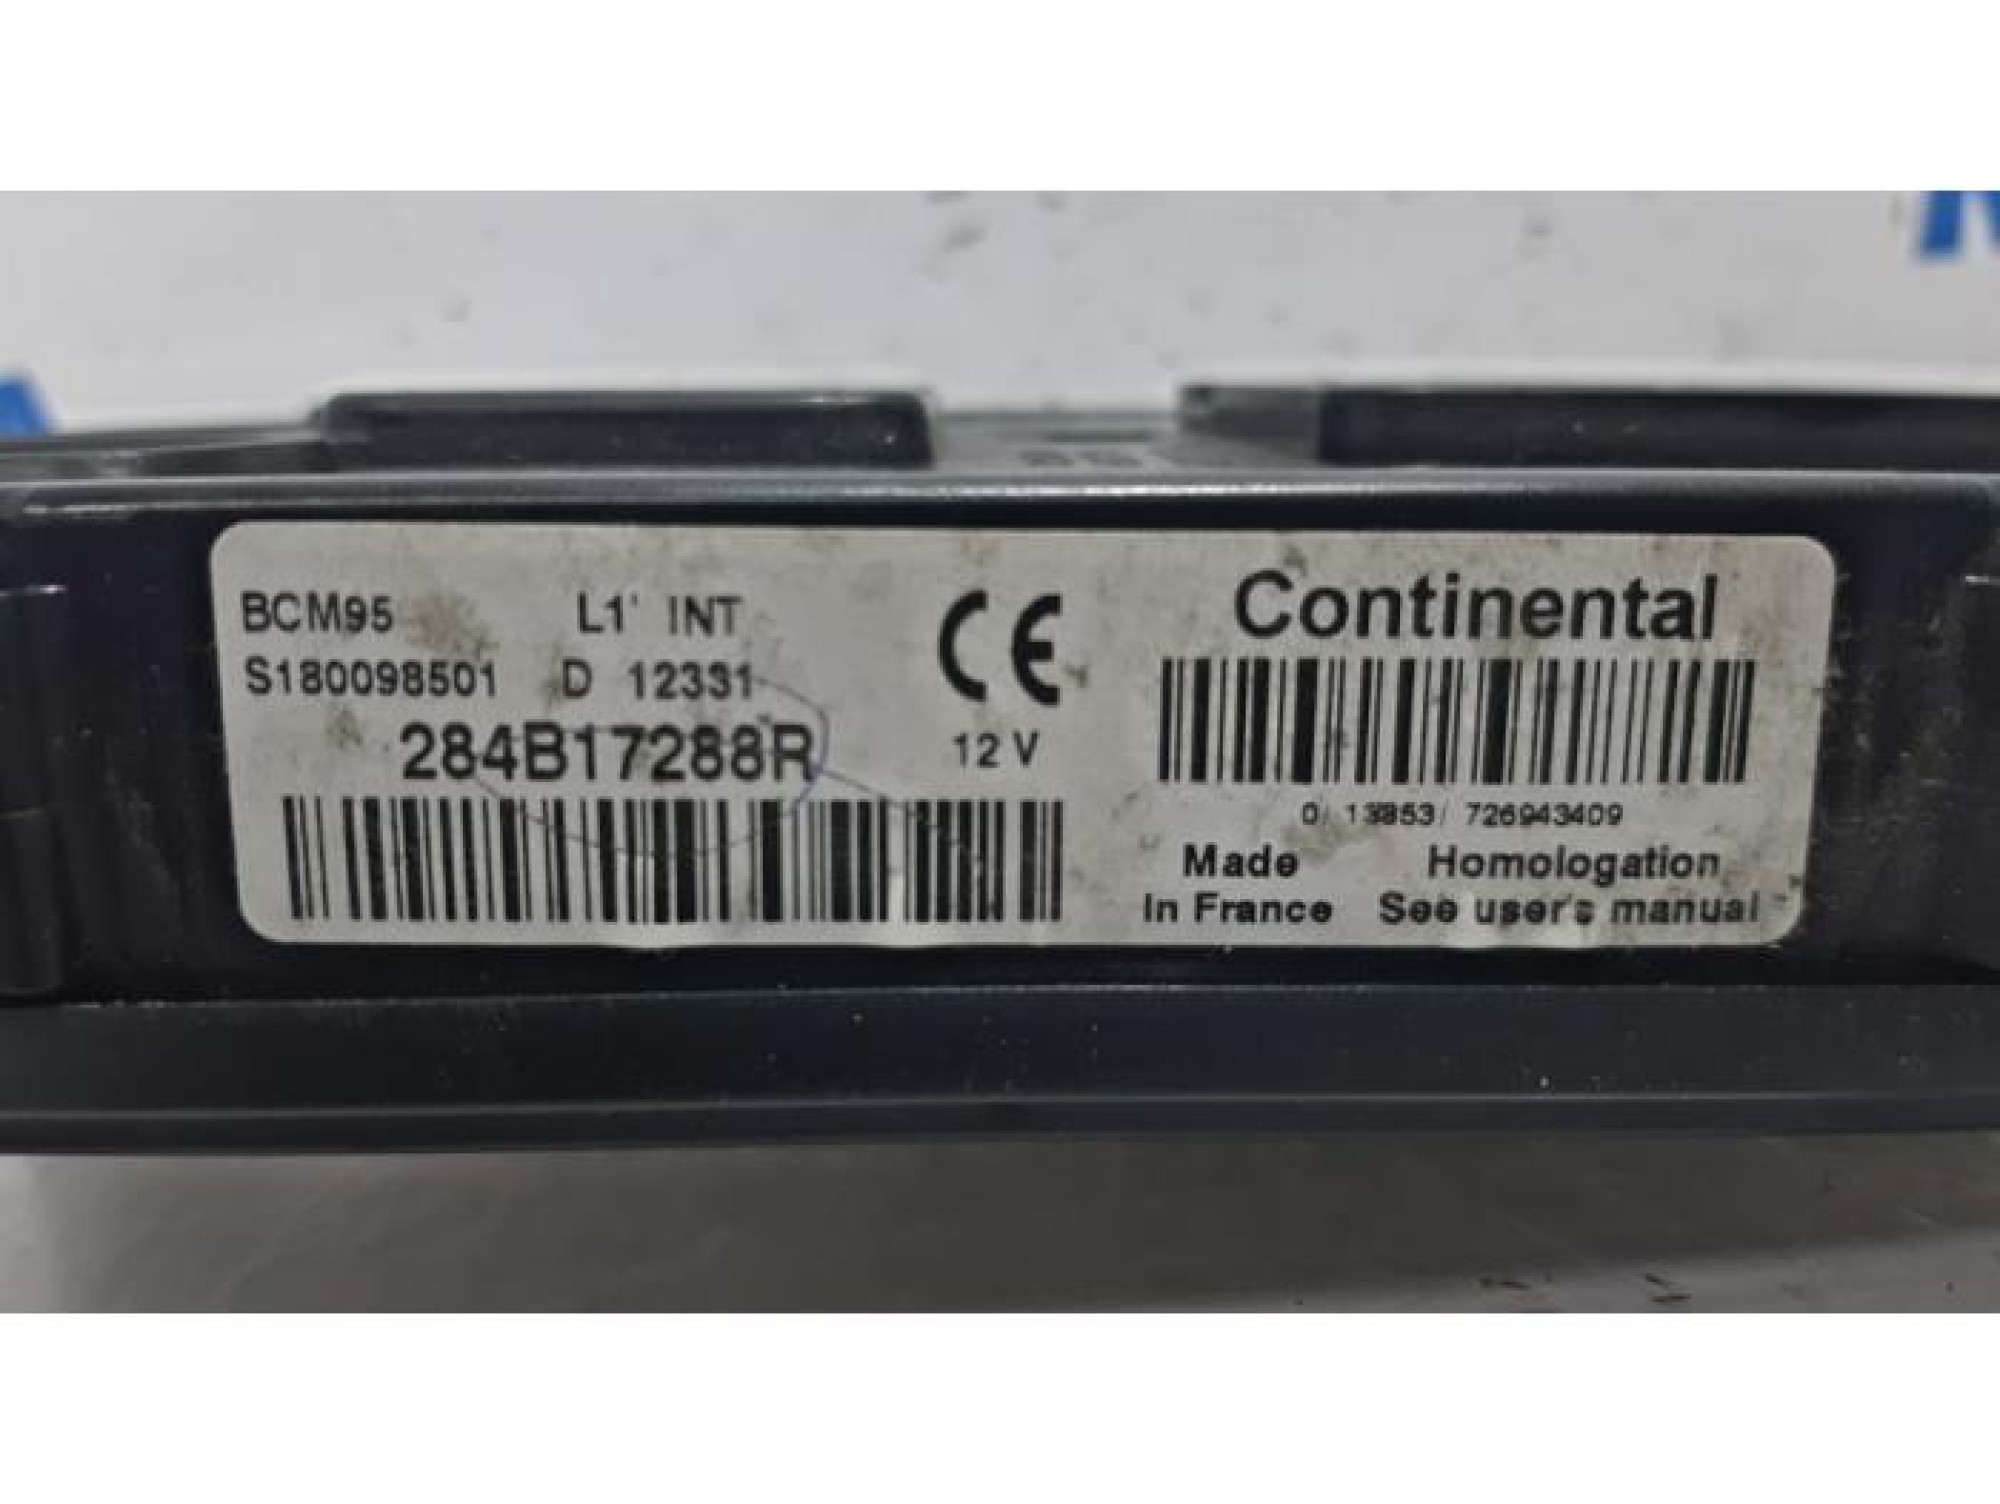 BCM95 L1' INT
S180098501 D 12331
284B17288R
CE
12 V
Continental
0/ 13853/ 726943409
Made
in France
Homologation
See user's manual